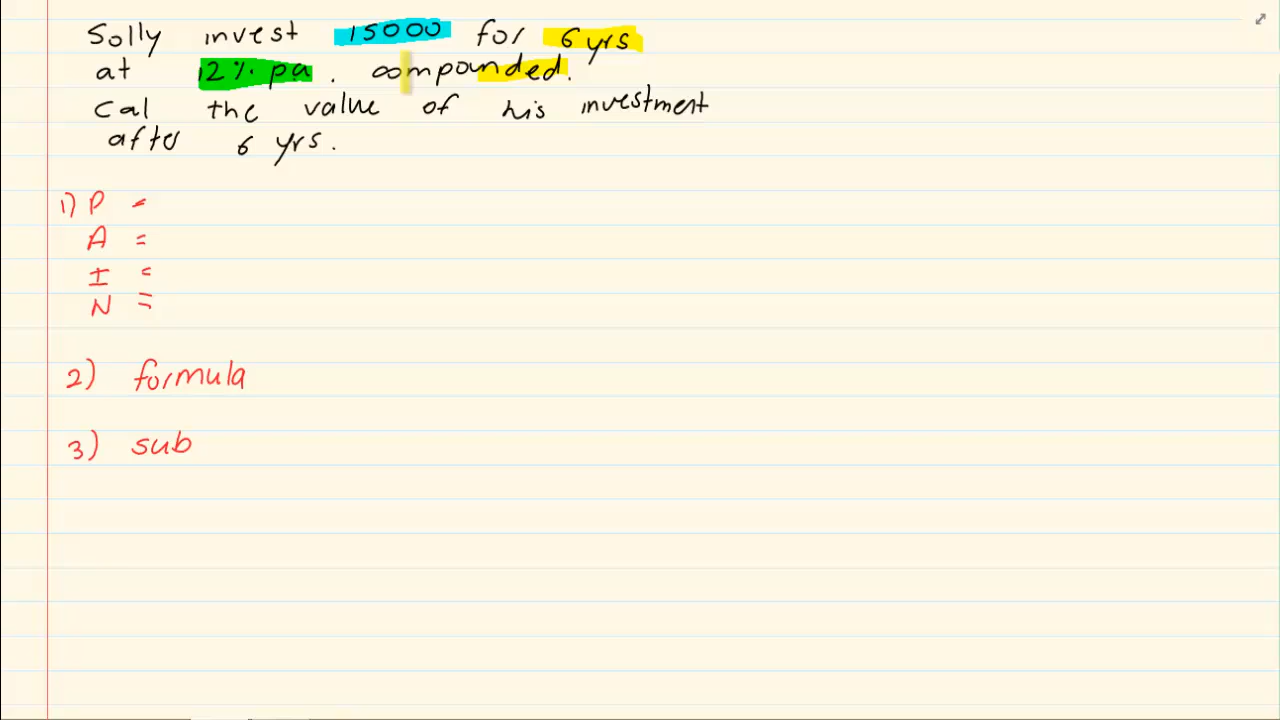 Solly invest 15000 for 6 yrs
at 12% pa. compounded.
Cal the value of his investment
after 6 yrs.
1) P =
A =
I =
N =
2) formula
3) sub